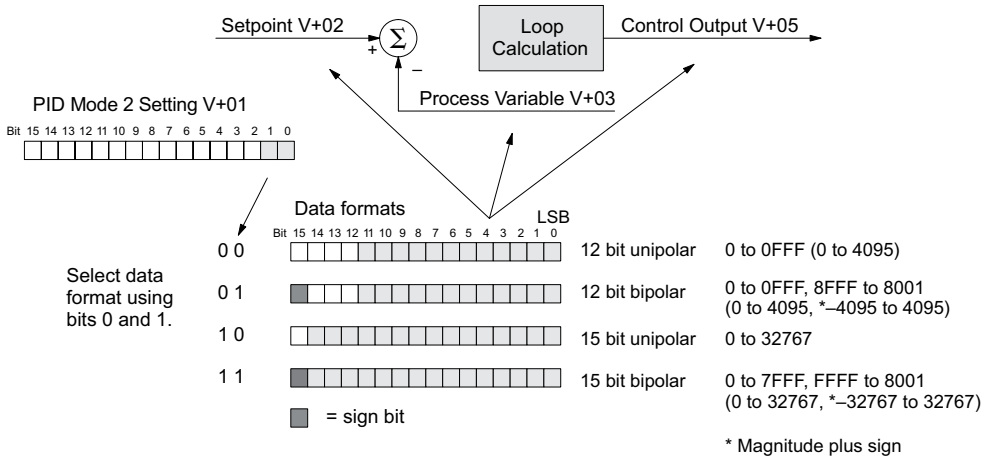 Setpoint V+02
+
Σ
−
Loop
Calculation
Control Output V+05
Process Variable V+03
PID Mode 2 Setting V+01
Bit 15 14 13 12 11 10 9 8 7 6 5 4 3 2 1 0
Data formats
LSB
Bit 15 14 13 12 11 10 9 8 7 6 5 4 3 2 1 0
Select data
format using
bits 0 and 1.
0 0
12 bit unipolar
0 to 0FFF (0 to 4095)
0 1
12 bit bipolar
0 to 0FFF, 8FFF to 8001
(0 to 4095, *–4095 to 4095)
1 0
15 bit unipolar
0 to 32767
1 1
15 bit bipolar
0 to 7FFF, FFFF to 8001
(0 to 32767, *–32767 to 32767)
= sign bit
* Magnitude plus sign